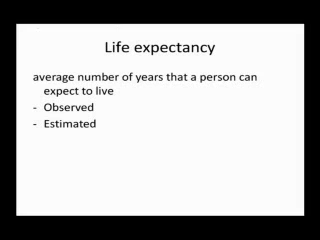 Life expectancy
average number of years that a person can
expect to live
- Observed
- Estimated